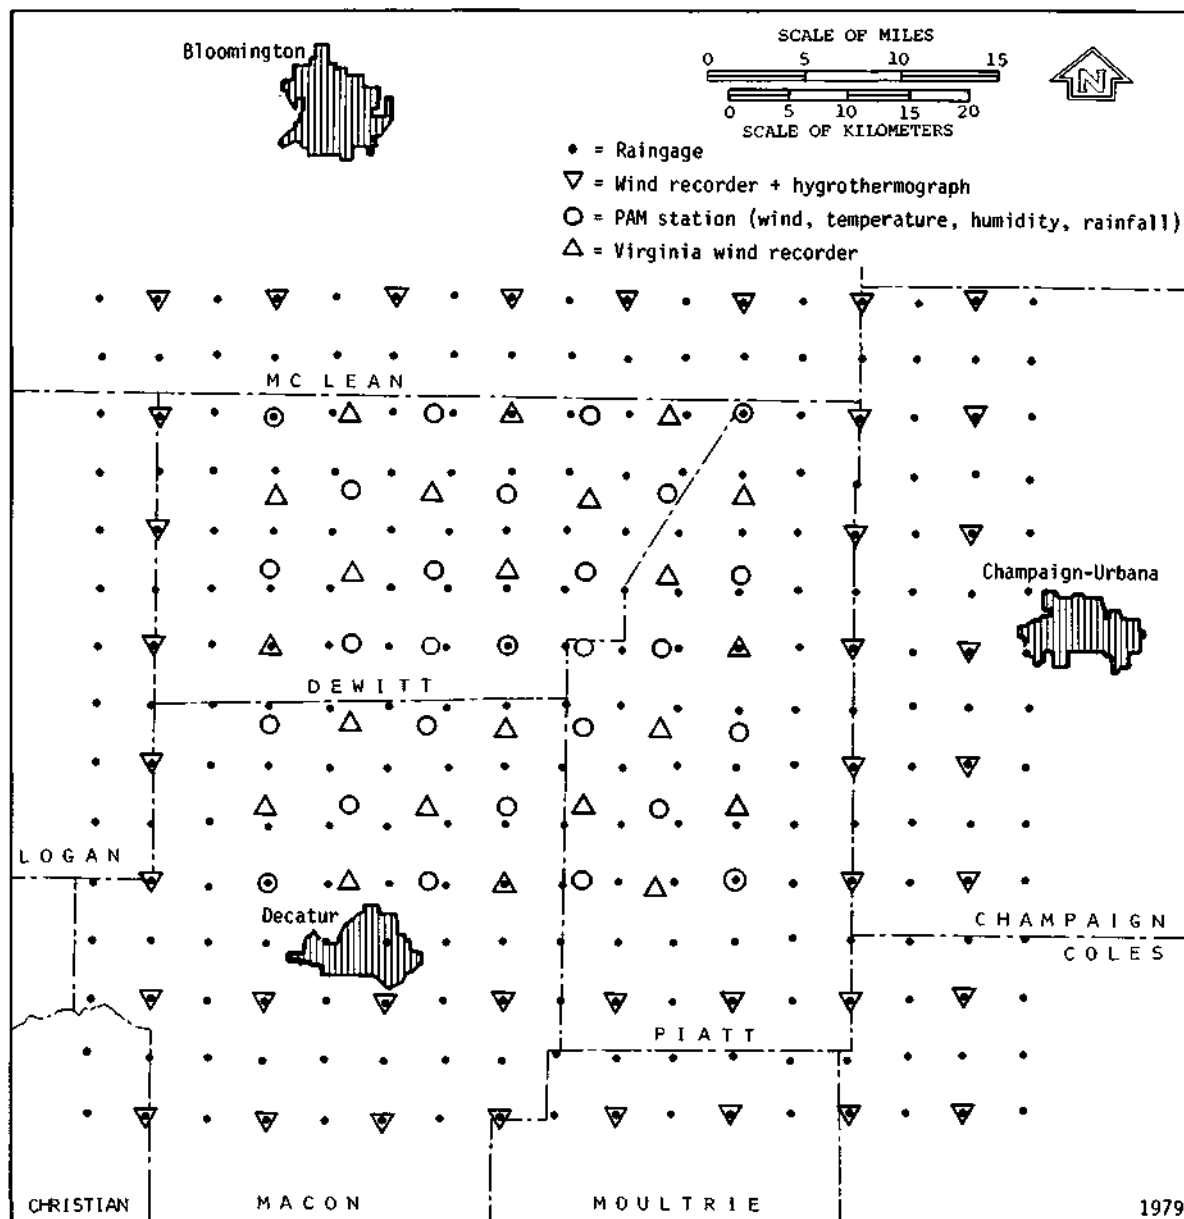 Bloomington
SCALE OF MILES
0 5 10 15
0 5 10 15 20
SCALE OF KILOMETERS
N
• = Raingage
▽ = Wind recorder + hygrothermograph
○ = PAM station (wind, temperature, humidity, rainfall)
△ = Virginia wind recorder
MC LEAN
Champaign-Urbana
DEWITT
LOGAN
Decatur
CHAMPAIGN
COLES
PIATT
CHRISTIAN
MACON
MOULTRIE
1979